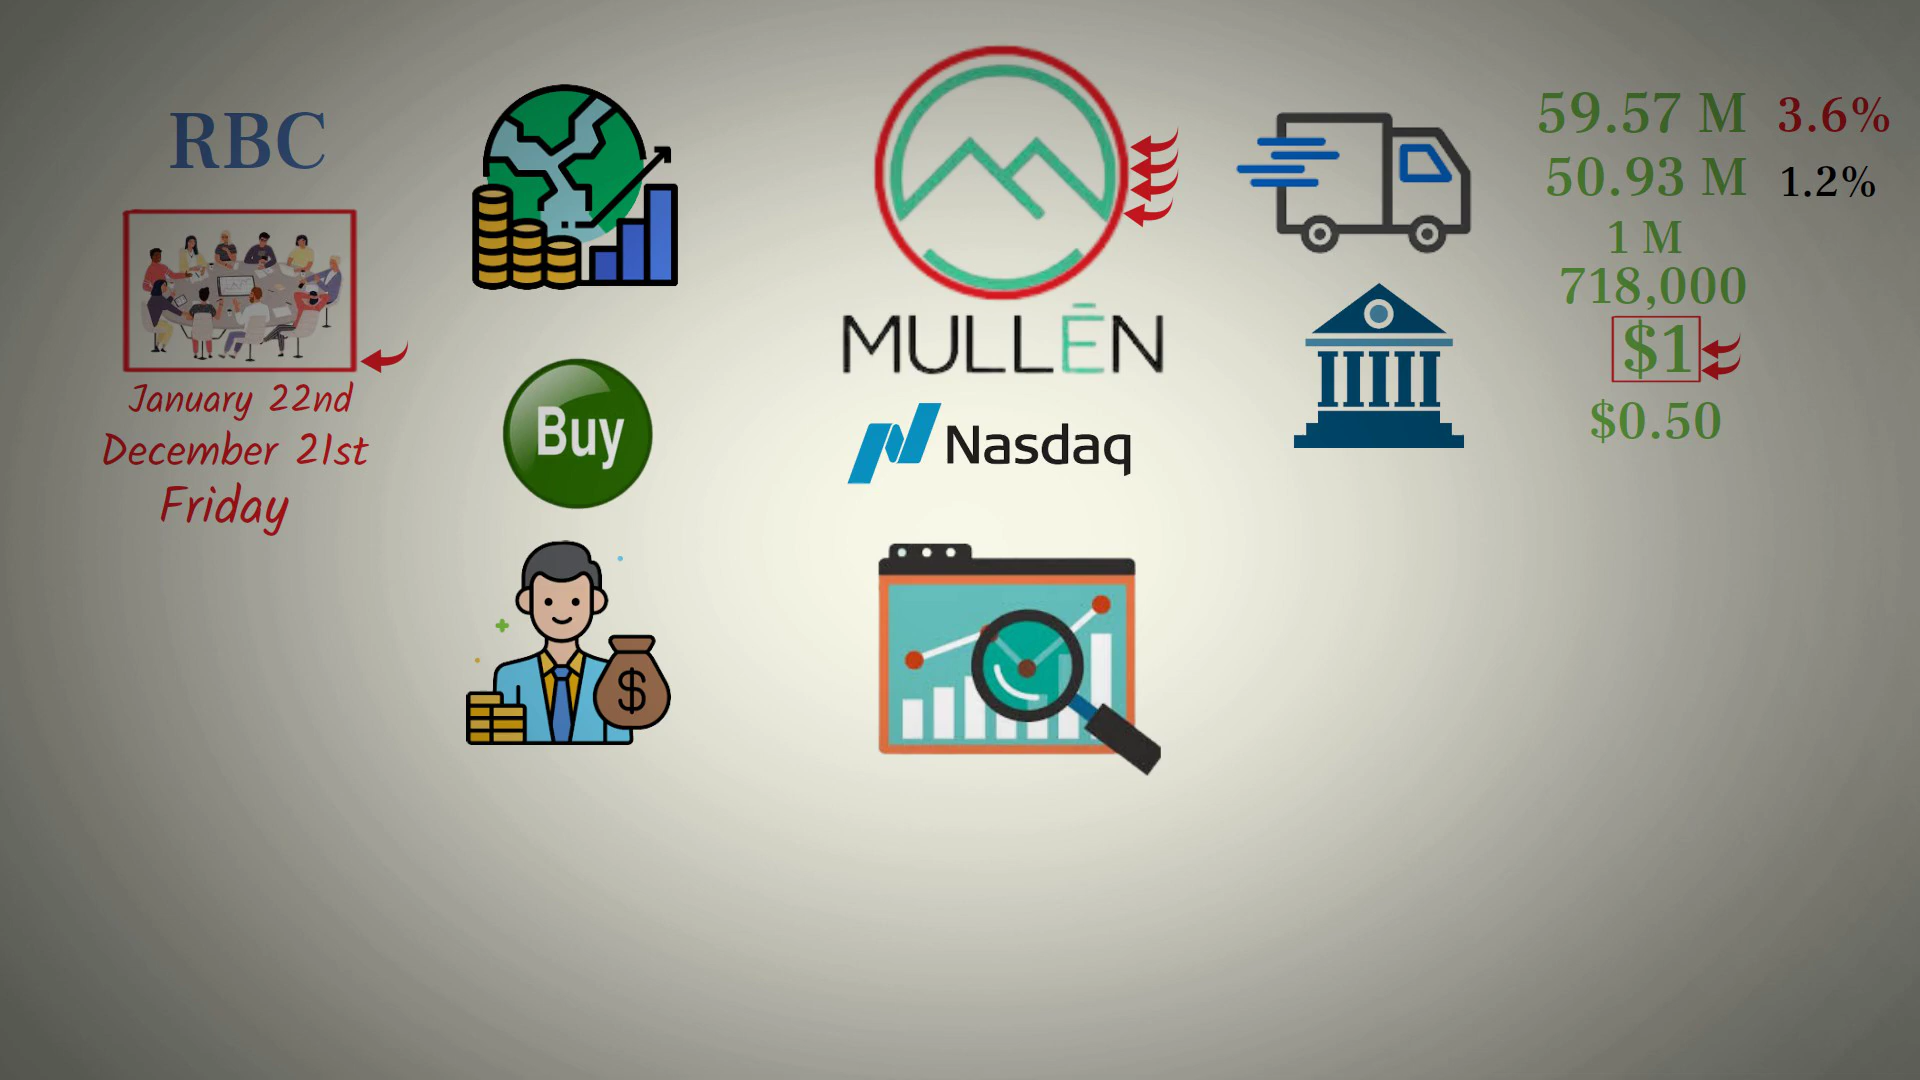 RBC
January 22nd
December 21st
Friday
Buy
$
MULLĒN
Nasdaq
59.57 M 3.6%
50.93 M 1.2%
1 M
718,000
$1
$0.50